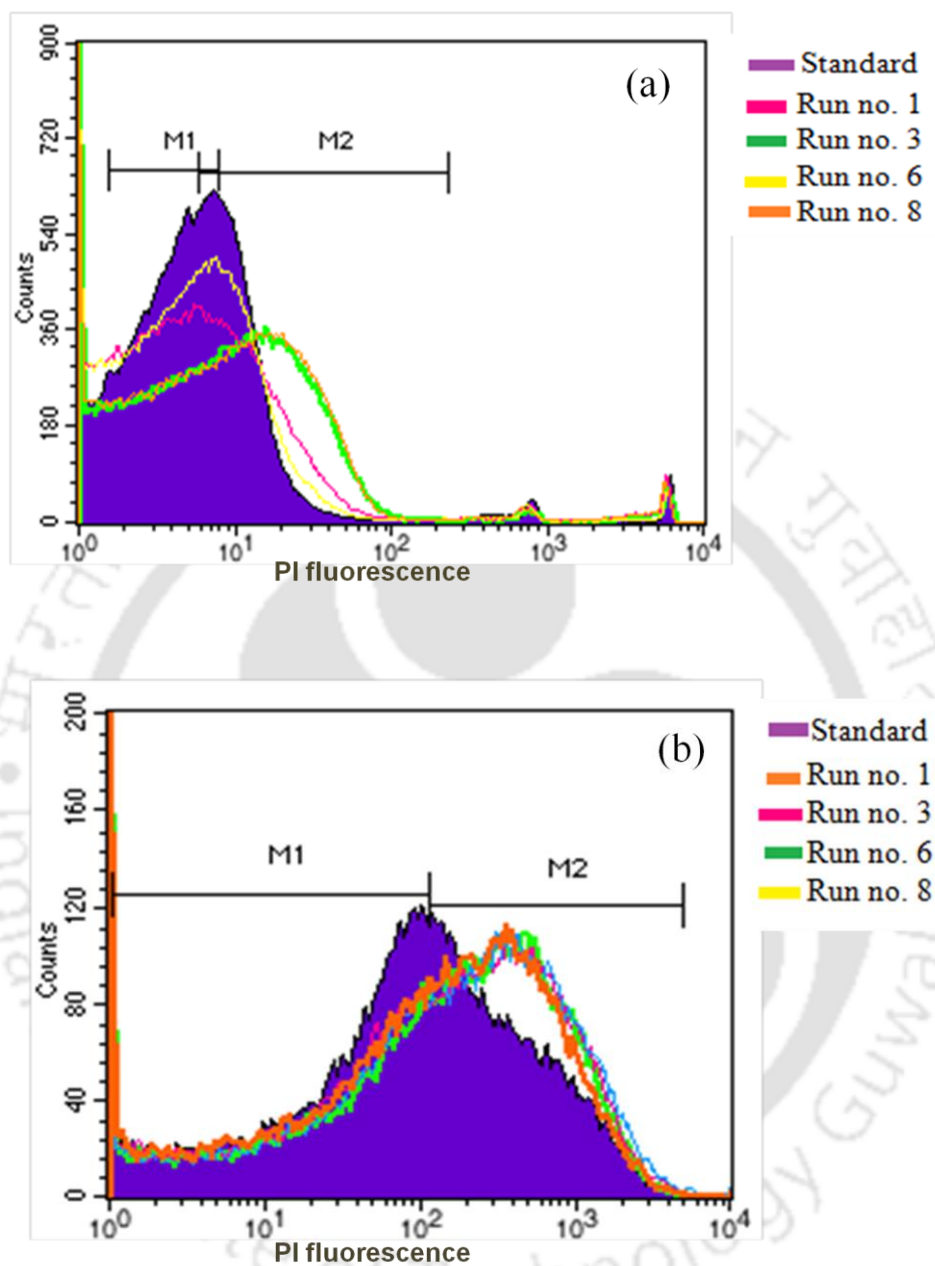 (a)
Standard
Run no. 1
Run no. 3
Run no. 6
Run no. 8
M1
M2
Counts
900
720
540
360
180
0
10⁰
10¹
10²
10³
10⁴
PI fluorescence
(b)
Standard
Run no. 1
Run no. 3
Run no. 6
Run no. 8
M1
M2
Counts
200
160
120
80
40
0
10⁰
10¹
10²
10³
10⁴
PI fluorescence